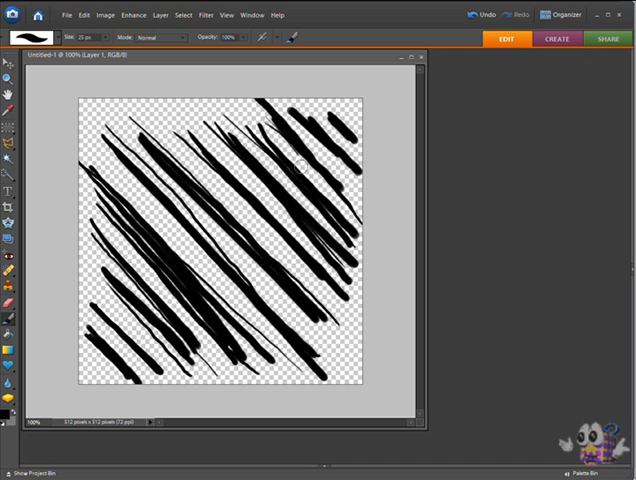 File Edit Image Enhance Layer Select Filter View Window Help
Undo Redo Organizer
Size: 25 px Mode: Normal Opacity: 100%
EDIT CREATE SHARE
Untitled-1 @ 100% (Layer 1, RGB/8)
100% 512 pixels x 512 pixels (72 ppi)
Show Project Bin Palette Bin